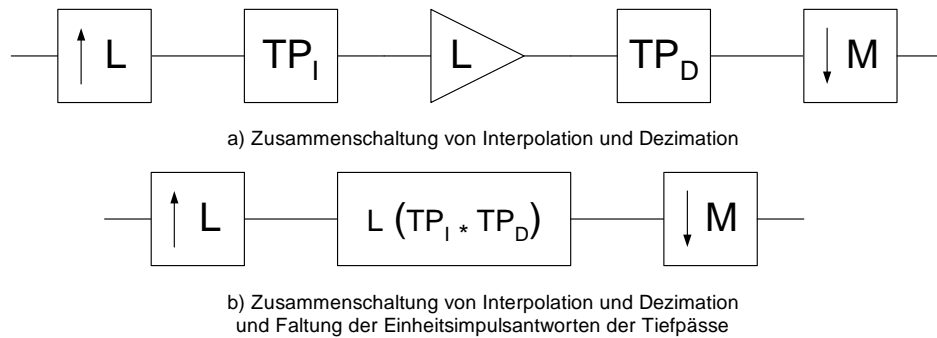 ↑ L TP_I L TP_D ↓ M
a) Zusammenschaltung von Interpolation und Dezimation
↑ L L (TP_I * TP_D) ↓ M
b) Zusammenschaltung von Interpolation und Dezimation
und Faltung der Einheitsimpulsantworten der Tiefpässe